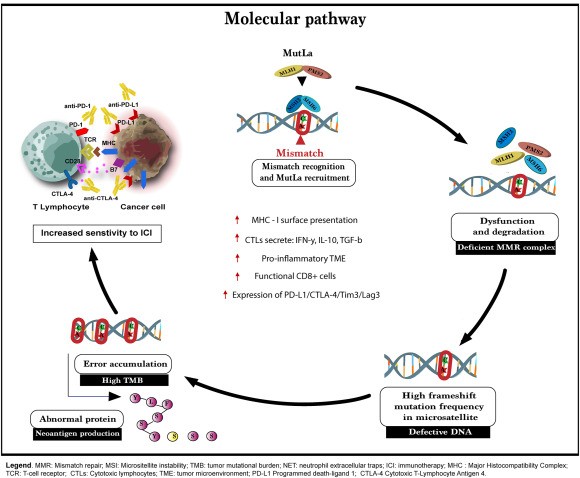 Molecular pathway
MutLa
MLH1
PMS2
MSH2
MSH6
Mismatch
Mismatch recognition
and MutLa recruitment
MSH2
PMS2
MLH1
MSH6
Dysfunction
and degradation
Deficient MMR complex
High frameshift
mutation frequency
in microsatellite
Defective DNA
Error accumulation
High TMB
Abnormal protein
Neoantigen production
Y
L
F
S
S
Y
S
S
S
anti-PD-1
anti-PD-L1
PD-1
PD-L1
TCR
MHC
CD28
B7
CTLA-4
anti-CTLA-4
T Lymphocyte
Cancer cell
Increased senstivity to ICI
MHC - I surface presentation
CTLs secrete: IFN-y, IL-10, TGF-b
Pro-inflammatory TME
Functional CD8+ cells
Expression of PD-L1/CTLA-4/Tim3/Lag3
Legend. MMR: Mismatch repair; MSI: Micrositellite instability; TMB: tumor mutational burden; NET: neutrophil extracellular traps; ICI: immunotherapy; MHC : Major Histocompatibility Complex;
TCR: T-cell receptor; CTLs: Cytotoxic lymphocytes; TME: tumor microenvironment; PD-L1 Programmed death-ligand 1; CTLA-4 Cytotoxic T-Lymphocyte Antigen 4.